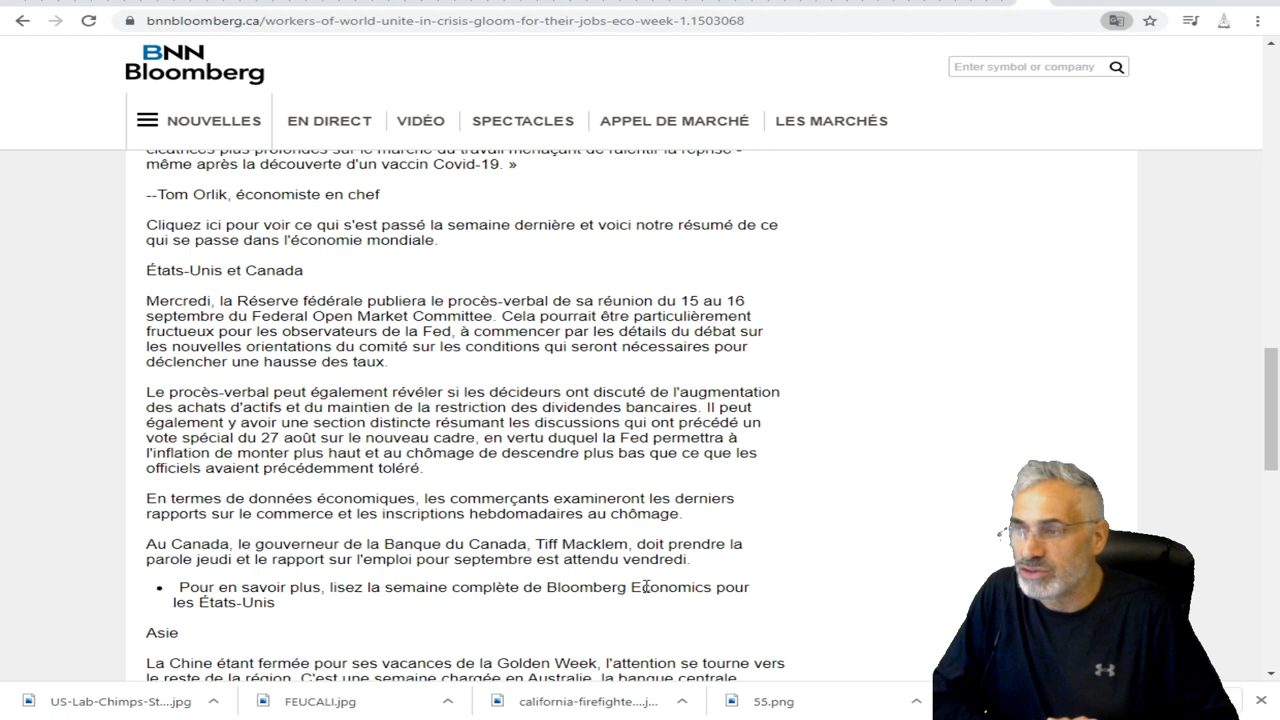 bnnbloomberg.ca/workers-of-world-unite-in-crisis-gloom-for-their-jobs-eco-week-1.1503068
BNN
Bloomberg
Enter symbol or company
NOUVELLES
EN DIRECT
VIDÉO
SPECTACLES
APPEL DE MARCHÉ
LES MARCHÉS
cicatrices plus profondes sur le marché du travail menaçant de ralentir la reprise -
même après la découverte d'un vaccin Covid-19. »
--Tom Orlik, économiste en chef
Cliquez ici pour voir ce qui s'est passé la semaine dernière et voici notre résumé de ce
qui se passe dans l'économie mondiale.
États-Unis et Canada
Mercredi, la Réserve fédérale publiera le procès-verbal de sa réunion du 15 au 16
septembre du Federal Open Market Committee. Cela pourrait être particulièrement
fructueux pour les observateurs de la Fed, à commencer par les détails du débat sur
les nouvelles orientations du comité sur les conditions qui seront nécessaires pour
déclencher une hausse des taux.
Le procès-verbal peut également révéler si les décideurs ont discuté de l'augmentation
des achats d'actifs et du maintien de la restriction des dividendes bancaires. Il peut
également y avoir une section distincte résumant les discussions qui ont précédé un
vote spécial du 27 août sur le nouveau cadre, en vertu duquel la Fed permettra à
l'inflation de monter plus haut et au chômage de descendre plus bas que ce que les
officiels avaient précédemment toléré.
En termes de données économiques, les commerçants examineront les derniers
rapports sur le commerce et les inscriptions hebdomadaires au chômage.
Au Canada, le gouverneur de la Banque du Canada, Tiff Macklem, doit prendre la
parole jeudi et le rapport sur l'emploi pour septembre est attendu vendredi.
• Pour en savoir plus, lisez la semaine complète de Bloomberg Economics pour
les États-Unis
Asie
La Chine étant fermée pour ses vacances de la Golden Week, l'attention se tourne vers
le reste de la région. C'est une semaine chargée en Australie, la banque centrale
US-Lab-Chimps-St....jpg
FEUCALI.jpg
california-firefighte....j...
55.png